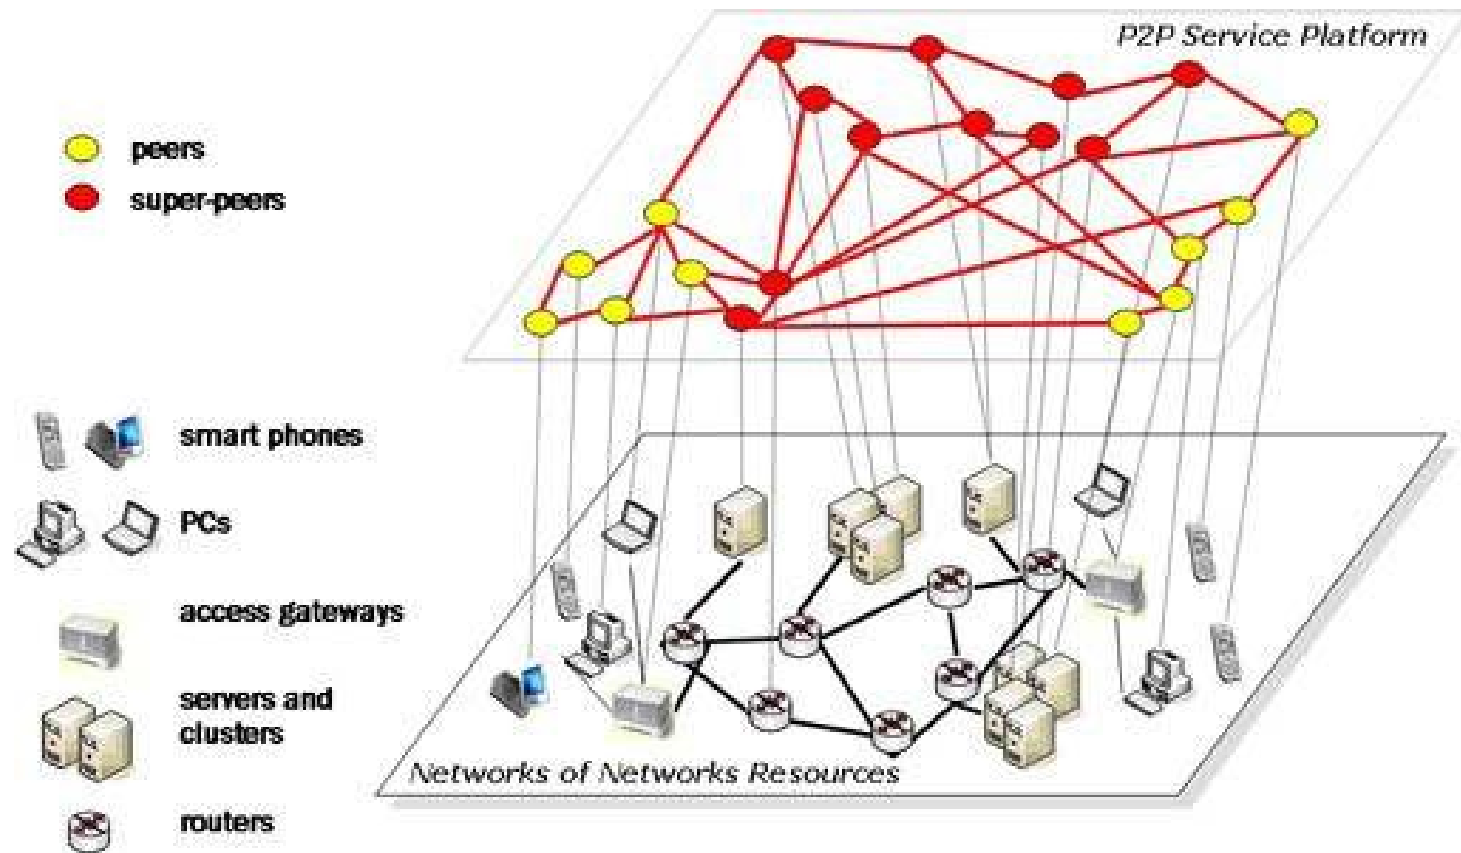 P2P Service Platform
peers
super-peers
smart phones
PCs
access gateways
servers and
clusters
Networks of Networks Resources
routers